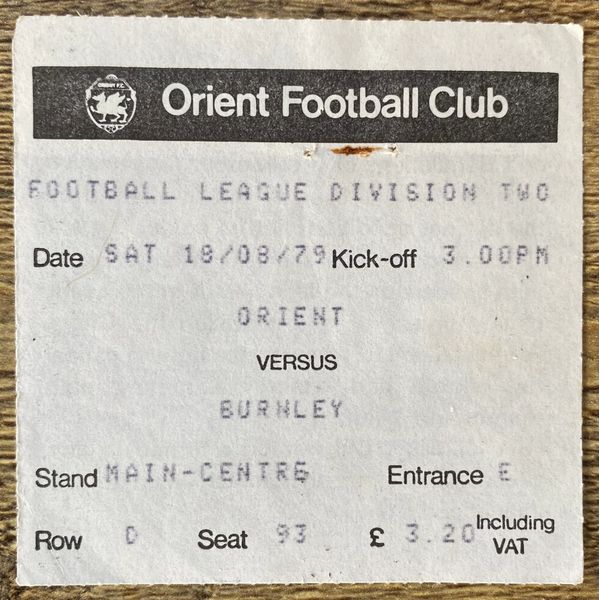 ORIENT F.C.
Orient Football Club
FOOTBALL LEAGUE DIVISION TWO
Date SAT 18/08/79 Kick-off 3.00PM
ORIENT
VERSUS
BURNLEY
Stand MAIN-CENTRE Entrance E
Row D Seat 93 £ 3.20 Including VAT